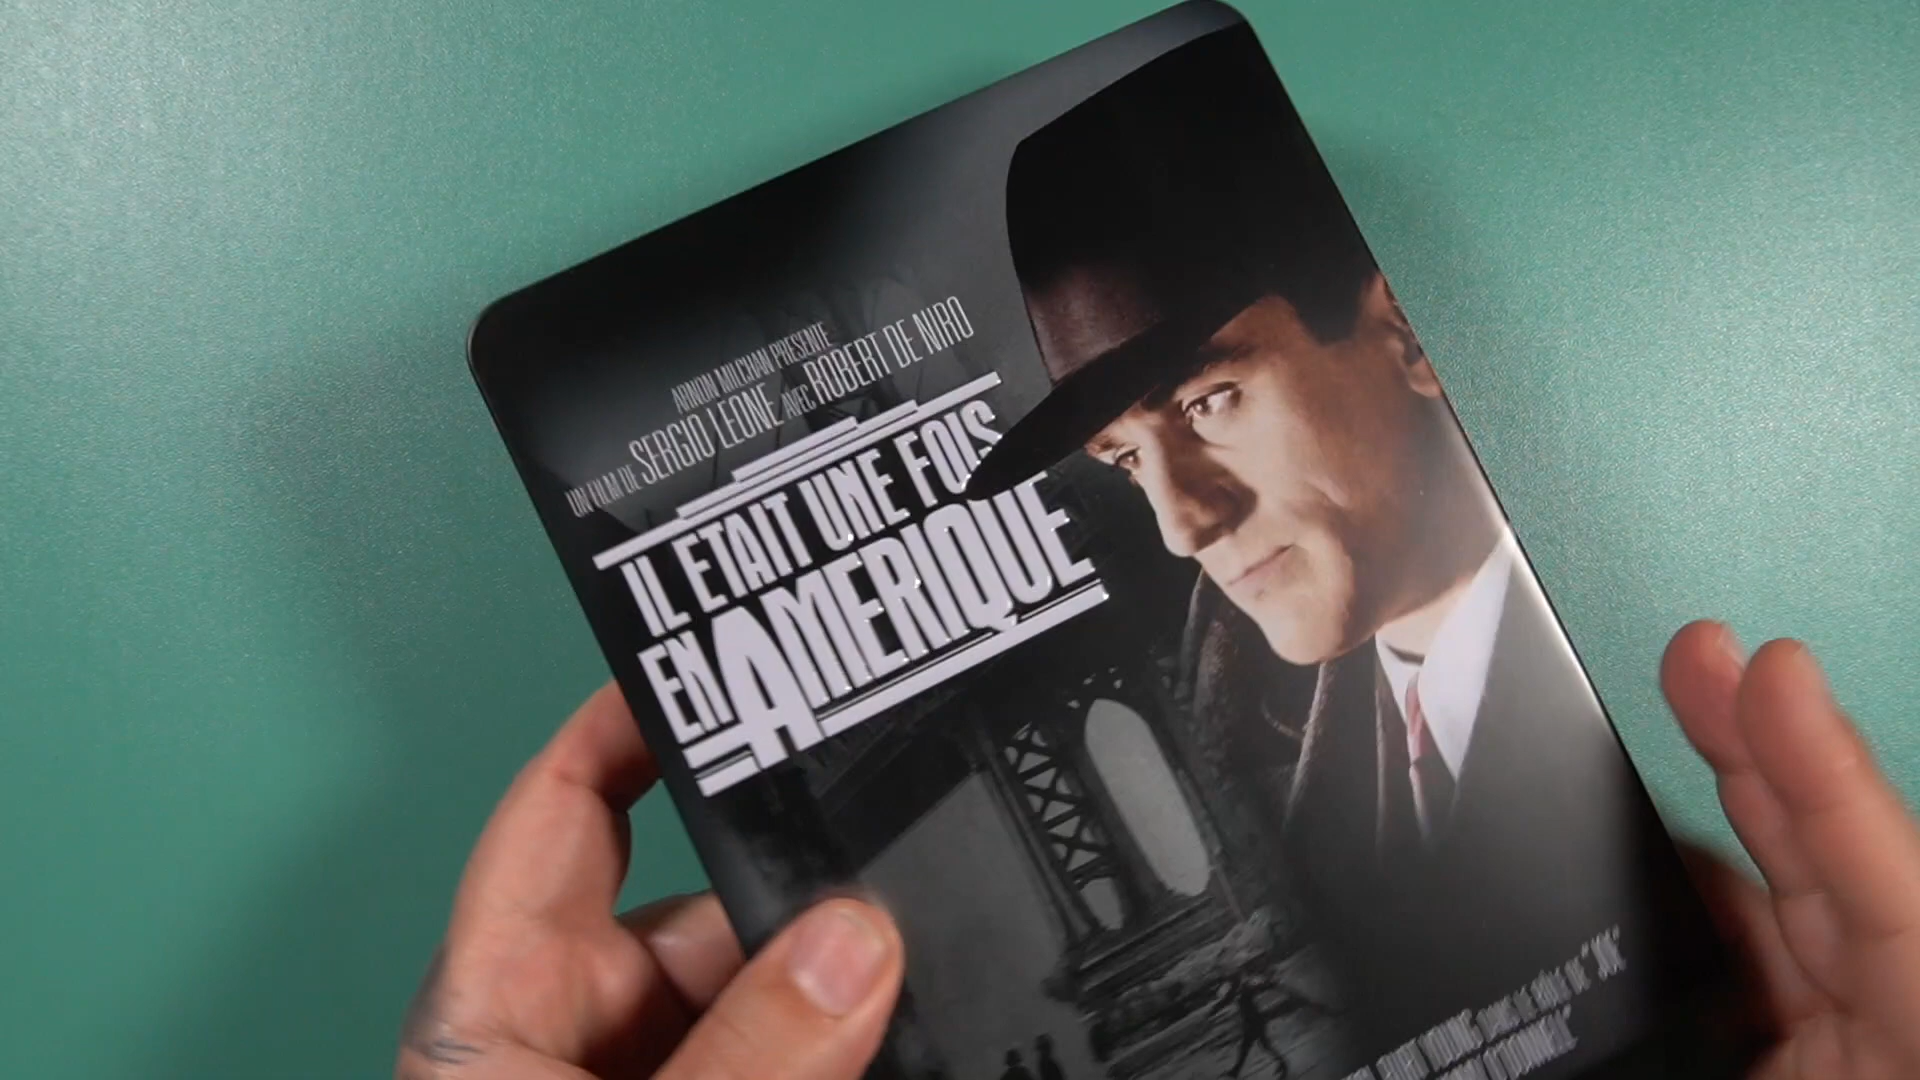 ARNON MILCHAN PRESENTE
UN FILM DE SERGIO LEONE AVEC ROBERT DE NIRO
IL ETAIT UNE FOIS
EN AMERIQUE